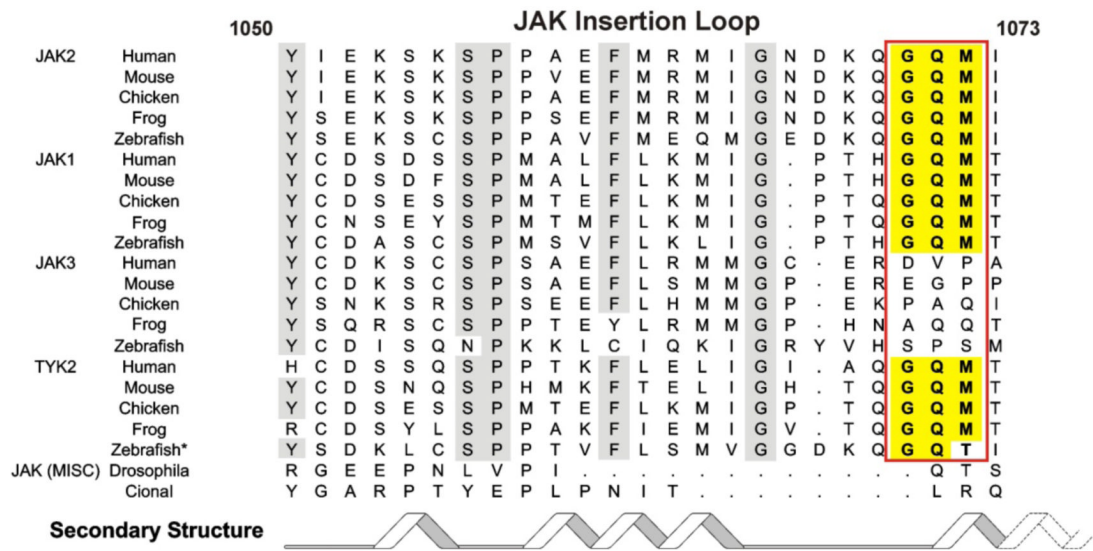 JAK Insertion Loop
1050 1073
JAK2 Human Y I E K S K S P P A E F M R M I G N D K Q G Q M I
Mouse Y I E K S K S P P V E F M R M I G N D K Q G Q M I
Chicken Y I E K S K S P P A E F M R M I G N D K Q G Q M I
Frog Y S E K S K S P P S E F M R M I G N D K Q G Q M I
Zebrafish Y S E K S C S P P A V F M E Q M G E D K Q G Q M I
JAK1 Human Y C D S D S S P M A L F L K M I G . P T H G Q M T
Mouse Y C D S D F S P M A L F L K M I G . P T H G Q M T
Chicken Y C D S E S S P M T E F L K M I G . P T Q G Q M T
Frog Y C N S E Y S P M T M F L K M I G . P T Q G Q M T
Zebrafish Y C D A S C S P M S V F L K L I G . P T H G Q M T
JAK3 Human Y C D K S C S P S A E F L R M M G C . E R D V P A
Mouse Y C D K S C S P S A E F L S M M G P . E R E G P P
Chicken Y S N K S R S P S E E F L H M M G P . E K P A Q I
Frog Y S Q R S C S P P T E Y L R M M G P . H N A Q Q T
Zebrafish Y C D I S Q N P K K L C I Q K I G R Y V H S P S M
TYK2 Human H C D S S Q S P P T K F L E L I G I . A Q G Q M T
Mouse Y C D S N Q S P H M K F T E L I G H . T Q G Q M T
Chicken Y C D S E S S P M T E F L K M I G P . T Q G Q M T
Frog R C D S Y L S P P A K F I E M I G V . T Q G Q M T
Zebrafish* Y S D K L C S P P T V F L S M V G G D K Q G Q T I
JAK (MISC) Drosophila R G E E P N L V P I . . . . . . . . . . . . Q T S
Cional Y G A R P T Y E P L P N I T . . . . . . . . L R Q
Secondary Structure